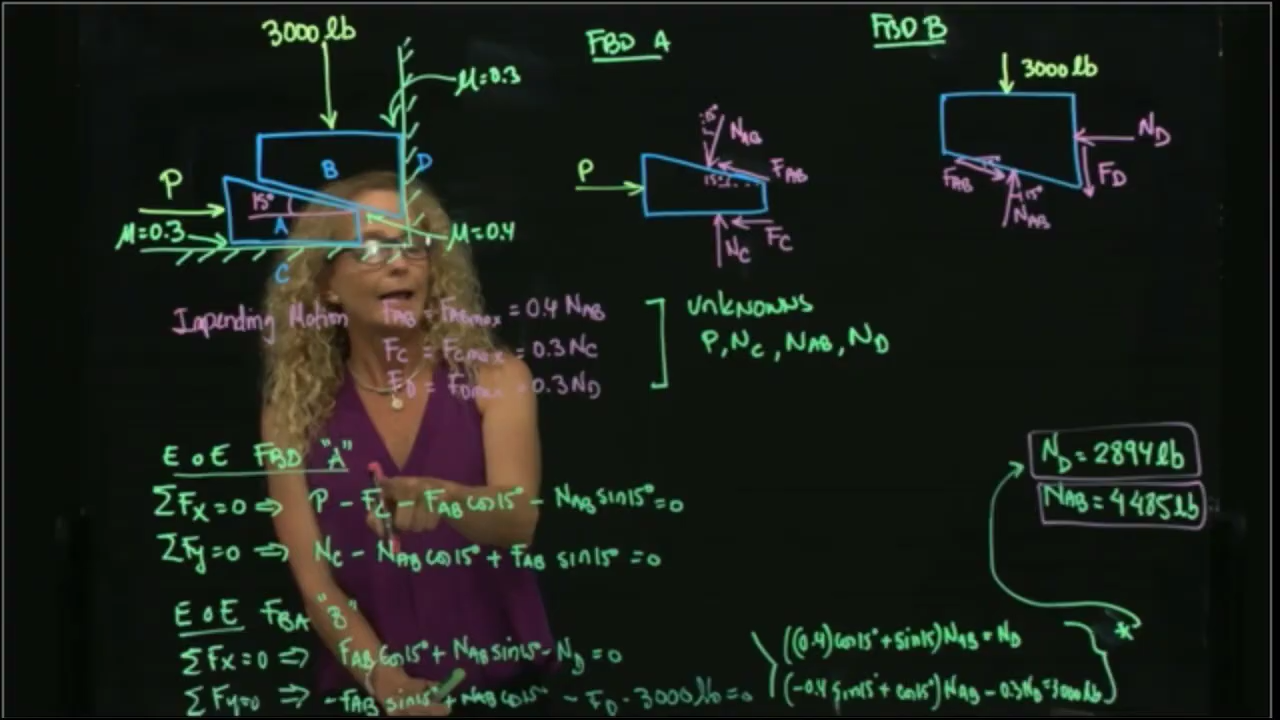 3000 lb
μ=0.3
B
D
P
15°
A
μ=0.3
μ=0.4
C
FBD A
15°
N_AB
P
F_AB
15°
N_C
F_C
FBD B
3000 lb
N_D
F_AB
F_D
15°
N_AB
Impending Motion F_AB = F_ABmax = 0.4 N_AB
F_C = F_Cmax = 0.3 N_C
F_D = F_Dmax = 0.3 N_D
Unknowns
P, N_C, N_AB, N_D
E o E FBD "A"
ΣFx=0 ⇒ P - F_C - F_AB cos15° - N_AB sin15° = 0
ΣFy=0 ⇒ N_C - N_AB cos15° + F_AB sin15° = 0
E o E FBA "B"
ΣFx=0 ⇒ F_AB cos15° + N_AB sin15° - N_D = 0
ΣFy=0 ⇒ -F_AB sin15° + N_AB cos15° - F_D - 3000 lb = 0
((0.4)cos15° + sin15)N_AB = N_D
(-0.4 sin15° + cos15°)N_AB - 0.3N_D = 3000 lb
*
N_D = 2894 lb
N_AB = 4485 lb